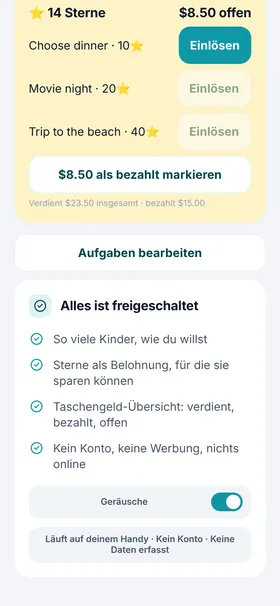 ⭐ 14 Sterne $8.50 offen
Choose dinner · 10⭐ Einlösen
Movie night · 20⭐ Einlösen
Trip to the beach · 40⭐ Einlösen
$8.50 als bezahlt markieren
Verdient $23.50 insgesamt · bezahlt $15.00
Aufgaben bearbeiten
Alles ist freigeschaltet
So viele Kinder, wie du willst
Sterne als Belohnung, für die sie
sparen können
Taschengeld-Übersicht: verdient,
bezahlt, offen
Kein Konto, keine Werbung, nichts
online
Geräusche
Läuft auf deinem Handy · Kein Konto · Keine
Daten erfasst